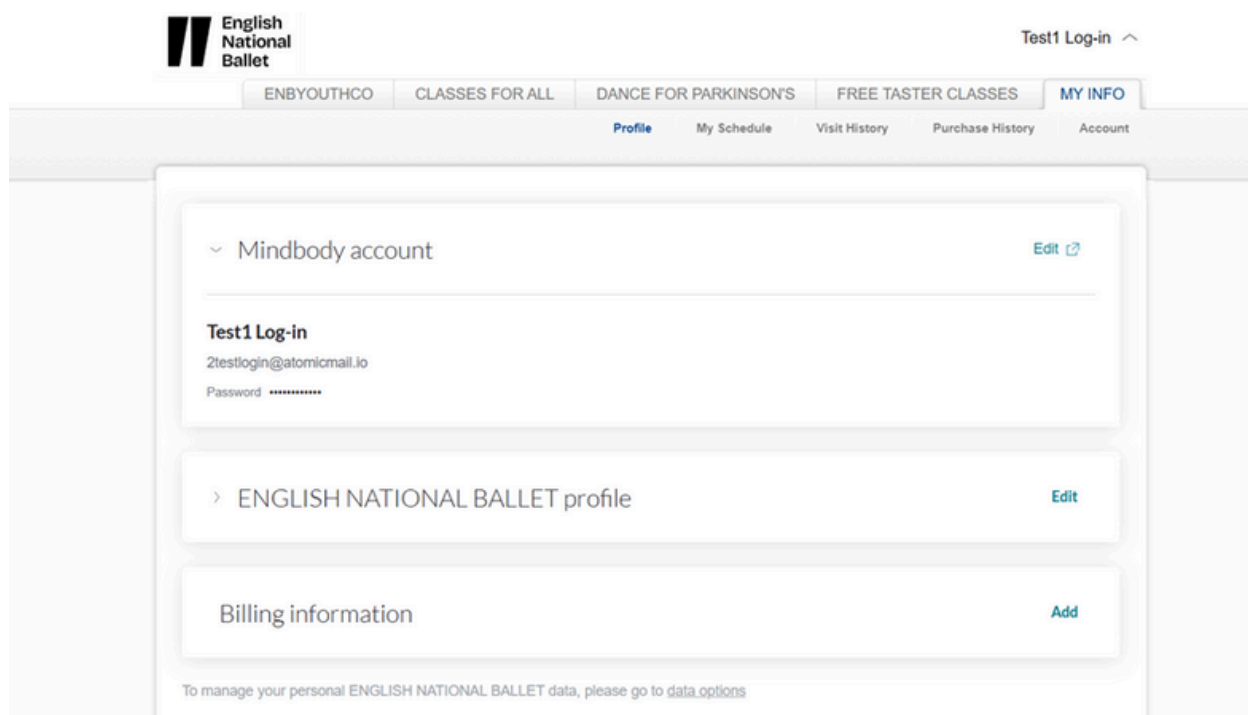 English
National
Ballet
Test1 Log-in
ENBYOUTHCO CLASSES FOR ALL DANCE FOR PARKINSON'S FREE TASTER CLASSES MY INFO
Profile My Schedule Visit History Purchase History Account
Mindbody account Edit
Test1 Log-in
2testlogin@atomicmail.io
Password ••••••••••••
ENGLISH NATIONAL BALLET profile Edit
Billing information Add
To manage your personal ENGLISH NATIONAL BALLET data, please go to data options